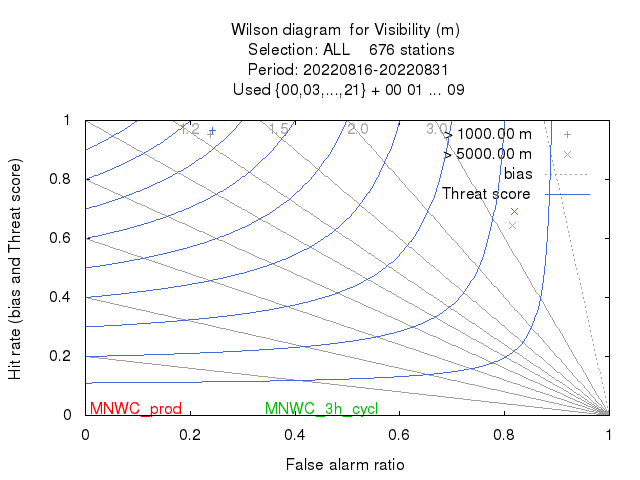 Wilson diagram  for Visibility (m)
Selection: ALL    676 stations
Period: 20220816-20220831
Used {00,03,...,21} + 00 01 ... 09
Hit rate (bias and Threat score)
1
0.8
0.6
0.4
0.2
0
1.2
1.5
2.0
3.0
> 1000.00 m
> 5000.00 m
bias
Threat score
MNWC_prod
MNWC_3h_cycl
0
0.2
0.4
0.6
0.8
1
False alarm ratio